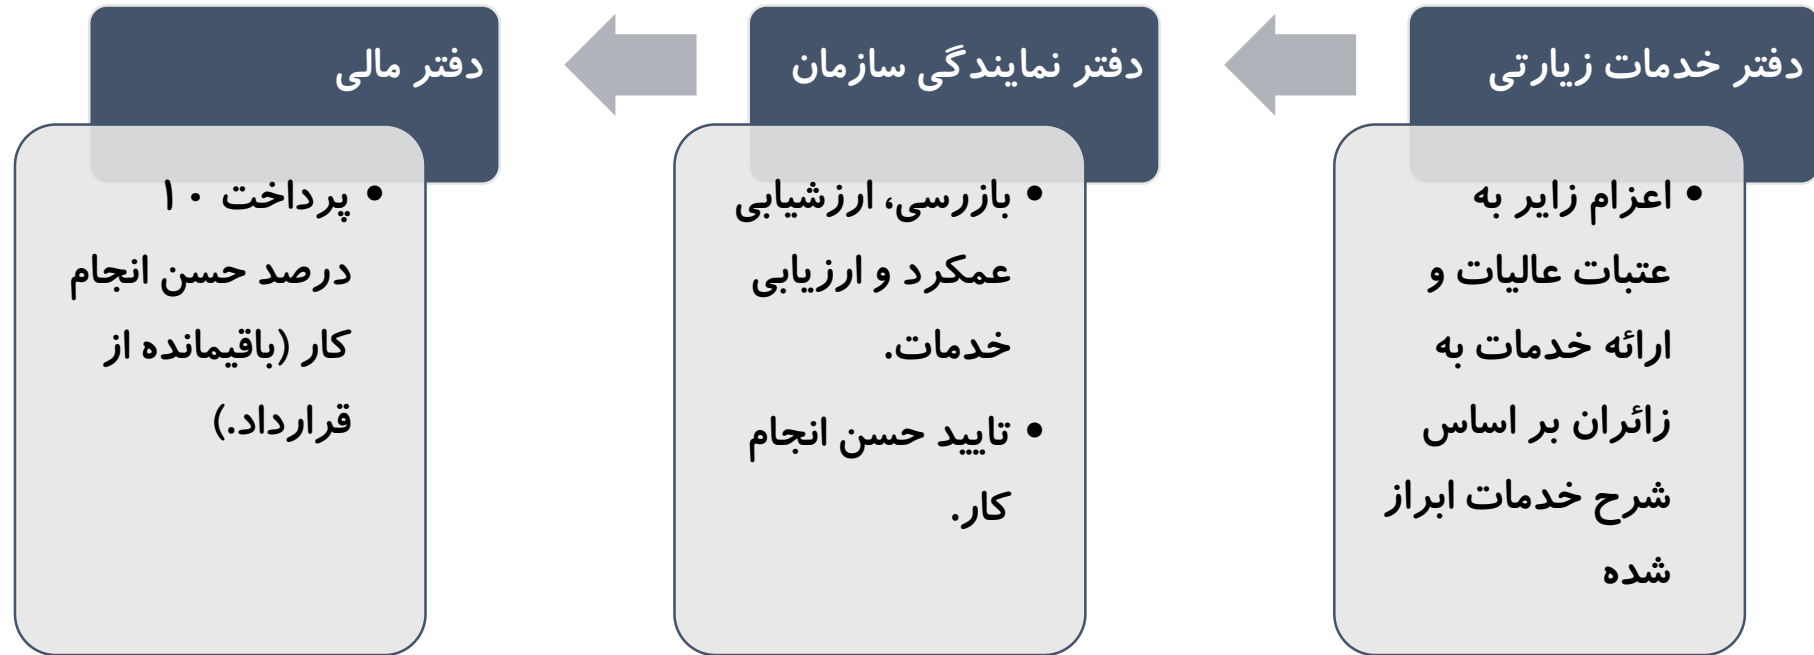 دفتر خدمات زیارتی
• اعزام زایر به
عتبات عالیات و
ارائه خدمات به
زائران بر اساس
شرح خدمات ابراز
شده
دفتر نمایندگی سازمان
• بازرسی، ارزشیابی
عمکرد و ارزیابی
خدمات.
• تایید حسن انجام
کار.
دفتر مالی
• پرداخت ۱۰
درصد حسن انجام
کار (باقیمانده از
قرارداد.)